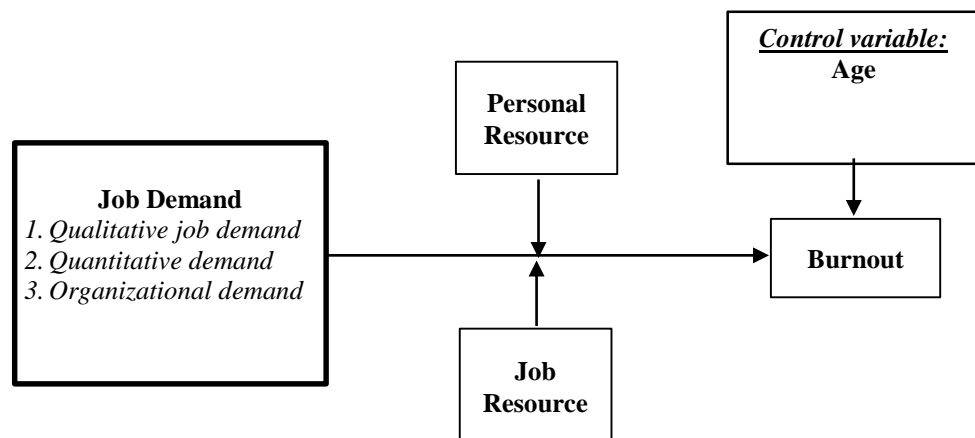 Control variable:
Age
Personal
Resource
Job Demand
1. Qualitative job demand
2. Quantitative demand
3. Organizational demand
Burnout
Job
Resource